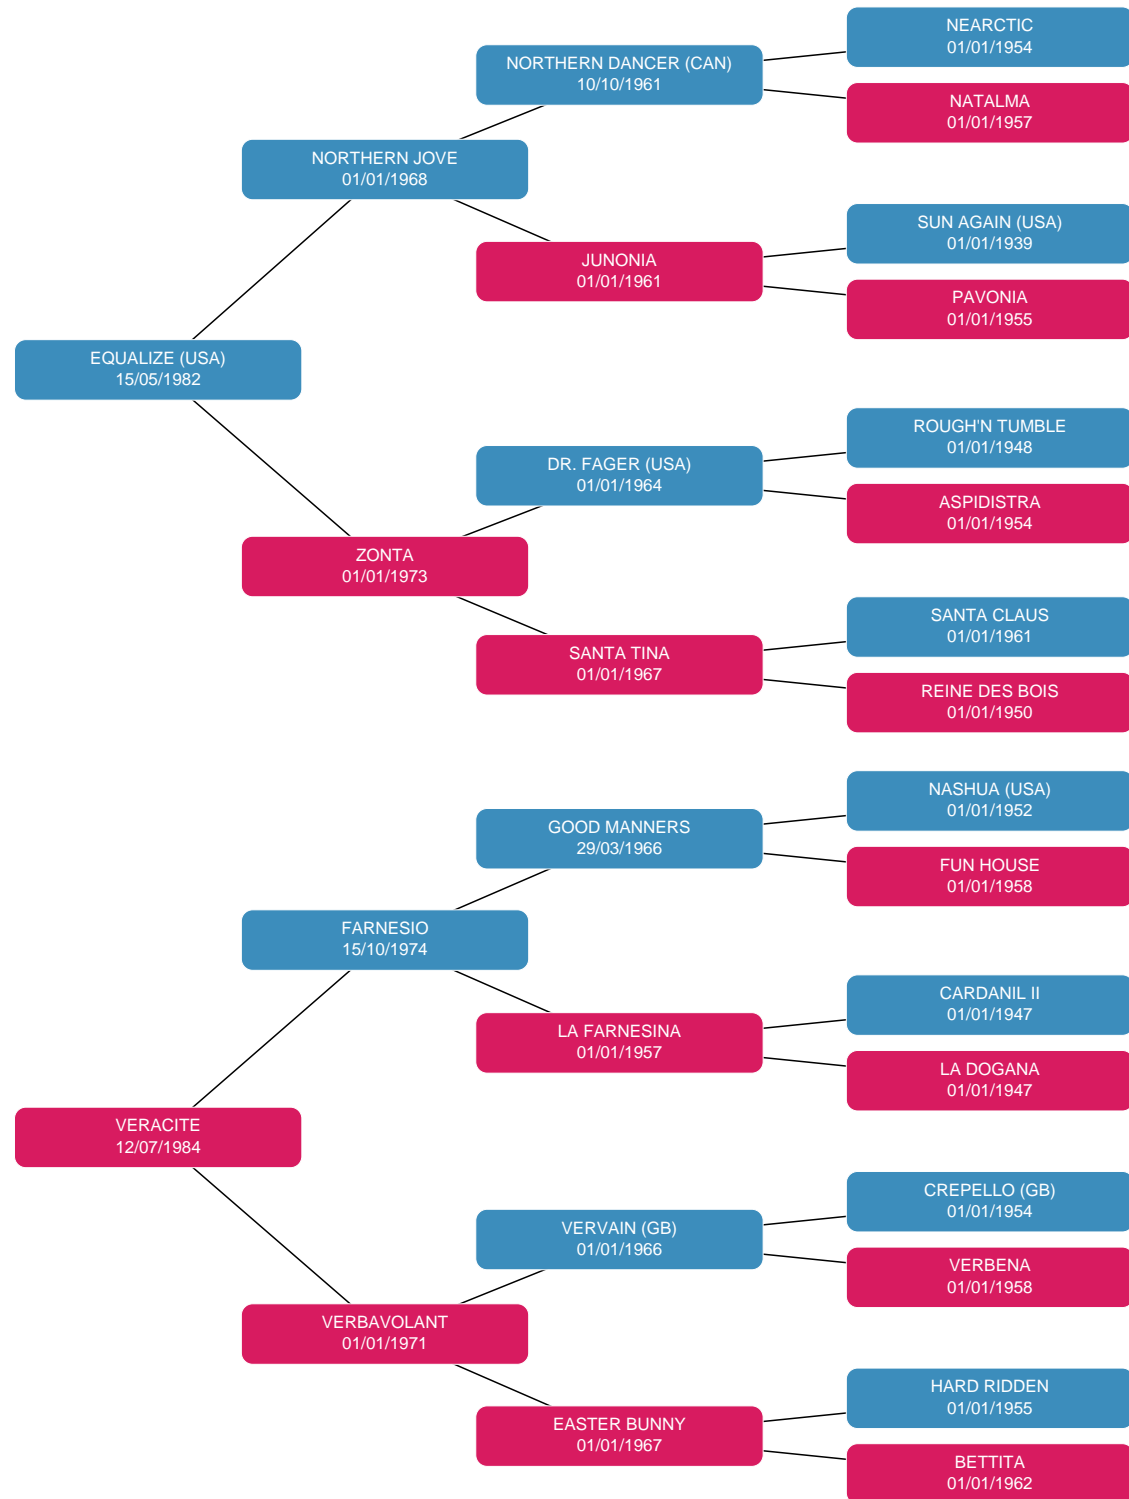 NEARCTIC
01/01/1954
NORTHERN DANCER (CAN)
10/10/1961
NATALMA
01/01/1957
NORTHERN JOVE
01/01/1968
SUN AGAIN (USA)
01/01/1939
JUNONIA
01/01/1961
PAVONIA
01/01/1955
EQUALIZE (USA)
15/05/1982
ROUGH'N TUMBLE
01/01/1948
DR. FAGER (USA)
01/01/1964
ASPIDISTRA
01/01/1954
ZONTA
01/01/1973
SANTA CLAUS
01/01/1961
SANTA TINA
01/01/1967
REINE DES BOIS
01/01/1950
NASHUA (USA)
01/01/1952
GOOD MANNERS
29/03/1966
FUN HOUSE
01/01/1958
FARNESIO
15/10/1974
CARDANIL II
01/01/1947
LA FARNESINA
01/01/1957
LA DOGANA
01/01/1947
VERACITE
12/07/1984
CREPELLO (GB)
01/01/1954
VERVAIN (GB)
01/01/1966
VERBENA
01/01/1958
VERBAVOLANT
01/01/1971
HARD RIDDEN
01/01/1955
EASTER BUNNY
01/01/1967
BETTITA
01/01/1962